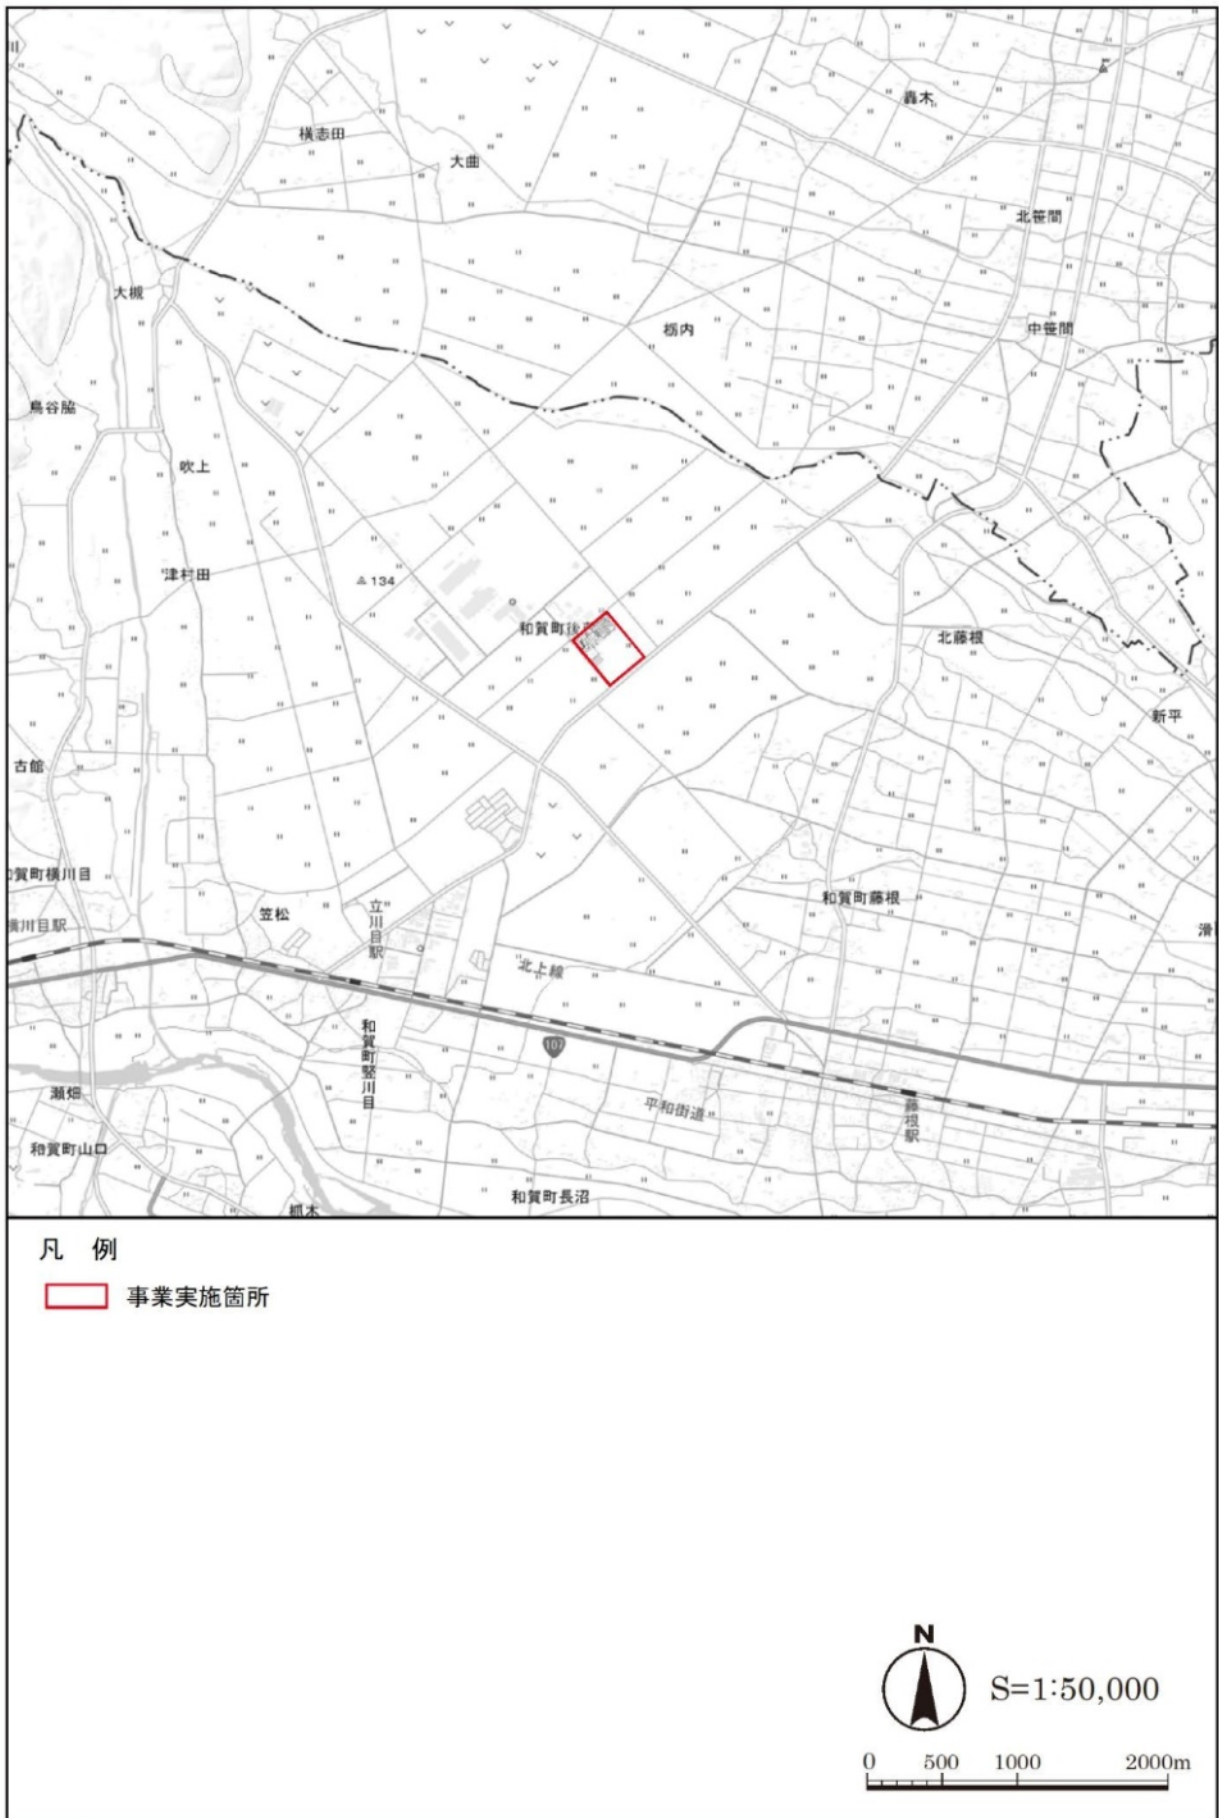 川
轟木
横志田
大曲
北笹間
大槻
栃内
中笹間
鳥谷脇
吹上
津村田
134
和賀町後
北藤根
新平
古館
和賀町横川目
和賀町藤根
笠松
立川目駅
横川目駅
北上線
和賀町竪川目
107
瀬畑
平和街道
藤根駅
和賀町山口
和賀町長沼
凡 例
事業実施箇所
N
S=1:50,000
0 500 1000 2000m